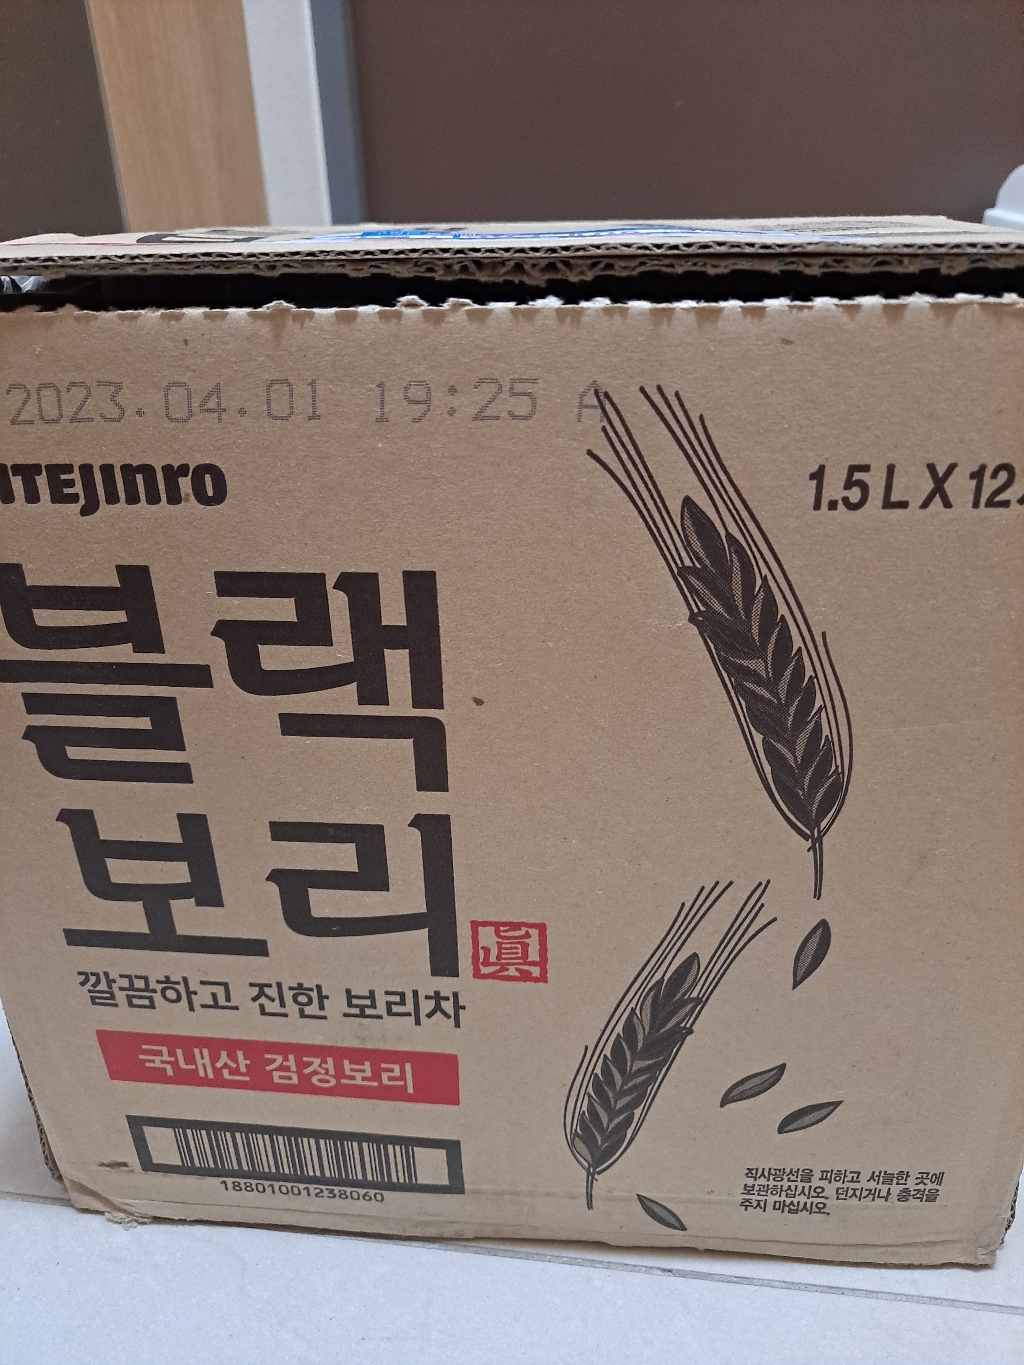 2023.04.01 19:25 A
ITEJINRO
1.5 L X 12
블랙
보리
眞
깔끔하고 진한 보리차
국내산 검정보리
18801001238060
직사광선을 피하고 서늘한 곳에
보관하십시오. 던지거나 충격을
주지 마십시오.